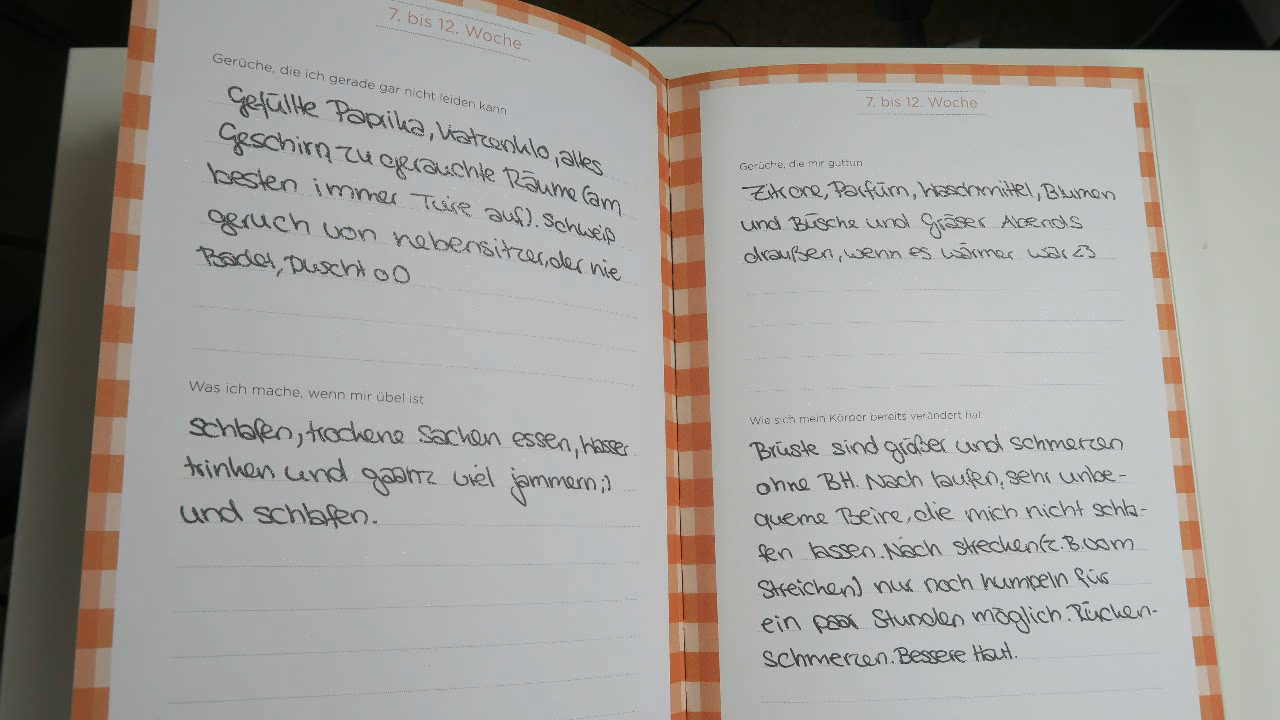 7. bis 12. Woche
Gerüche, die ich gerade gar nicht leiden kann
Gefüllte Paprika, Katzenklo, altes
Geschirr, zu gerauchte Räume (am
besten immer Türe auf). Schweiß
geruch von nebensitzer, der nie
Badet, Duscht oO
Was ich mache, wenn mir übel ist
schlafen, trockene Sachen essen, Wasser
trinken und gaanz viel jammern ;)
und schlafen.
7. bis 12. Woche
Gerüche, die mir guttun
Zitrone, Parfüm, Waschmittel, Blumen
und Büsche und Gräser Abends
draußen, wenn es wärmer war <3
Wie sich mein Körper bereits verändert hat
Brüste sind größer und schmerzen
ohne BH. Nach laufen, sehr unbe-
queme Beine, die mich nicht schla-
fen lassen. Nach strecken (z.B. vom
Streichen) nur noch humpeln für
ein paar Stunden möglich. Rücken-
schmerzen. Bessere Haut.